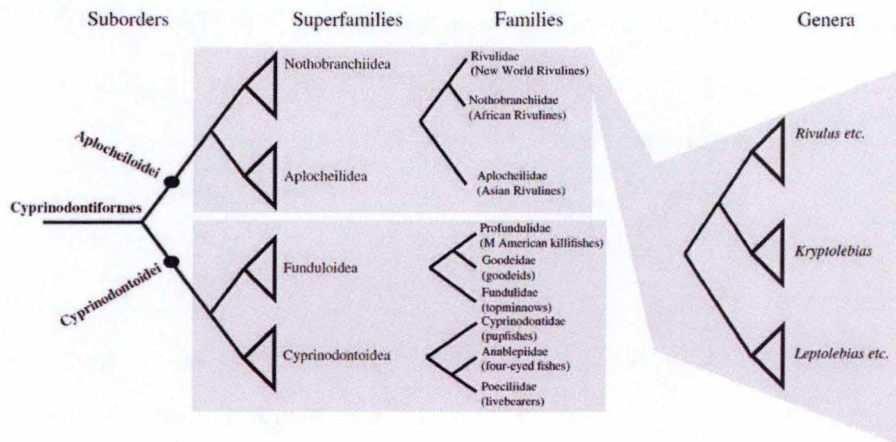 Suborders Superfamilies Families Genera
Nothobranchiidea
Aplocheilidea
Funduloidea
Cyprinodontoidea
Aplocheiloidei
Cyprinodontiformes
Cyprinodontoidei
Rivulidae
(New World Rivulines)
Nothobranchiidae
(African Rivulines)
Aplocheilidae
(Asian Rivulines)
Profundulidae
(M American killifishes)
Goodeidae
(goodeids)
Fundulidae
(topminnows)
Cyprinodontidae
(pupfishes)
Anablepiidae
(four-eyed fishes)
Poeciliidae
(livebearers)
Rivulus etc.
Kryptolebias
Leptolebias etc.